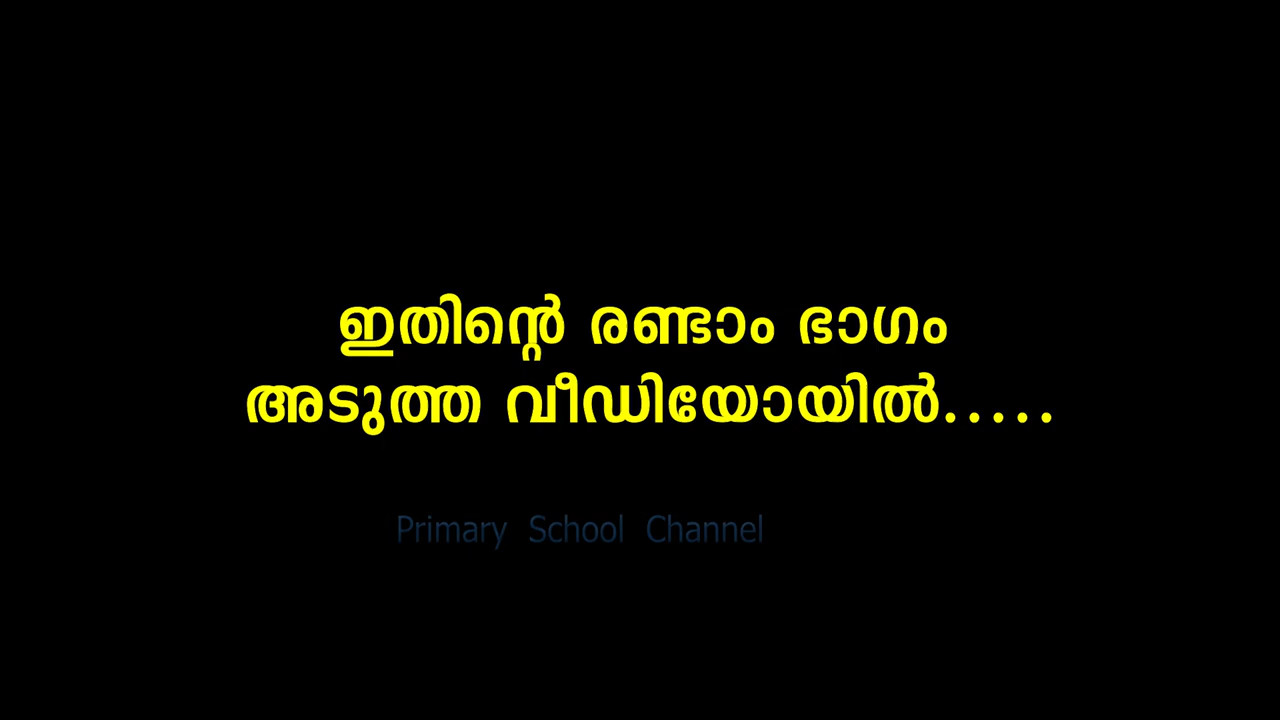 ഇതിന്റെ രണ്ടാം ഭാഗം
അടുത്ത വീഡിയോയിൽ.....
Primary School Channel